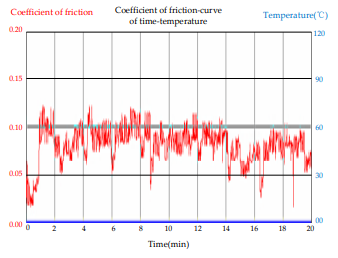 Coefficient of friction
Coefficient of friction-curve
of time-temperature
Temperature(℃)
0.20
120
0.15
90
0.10
60
0.05
30
0.00
00
0 2 4 6 8 10 12 14 16 18 20
Time(min)